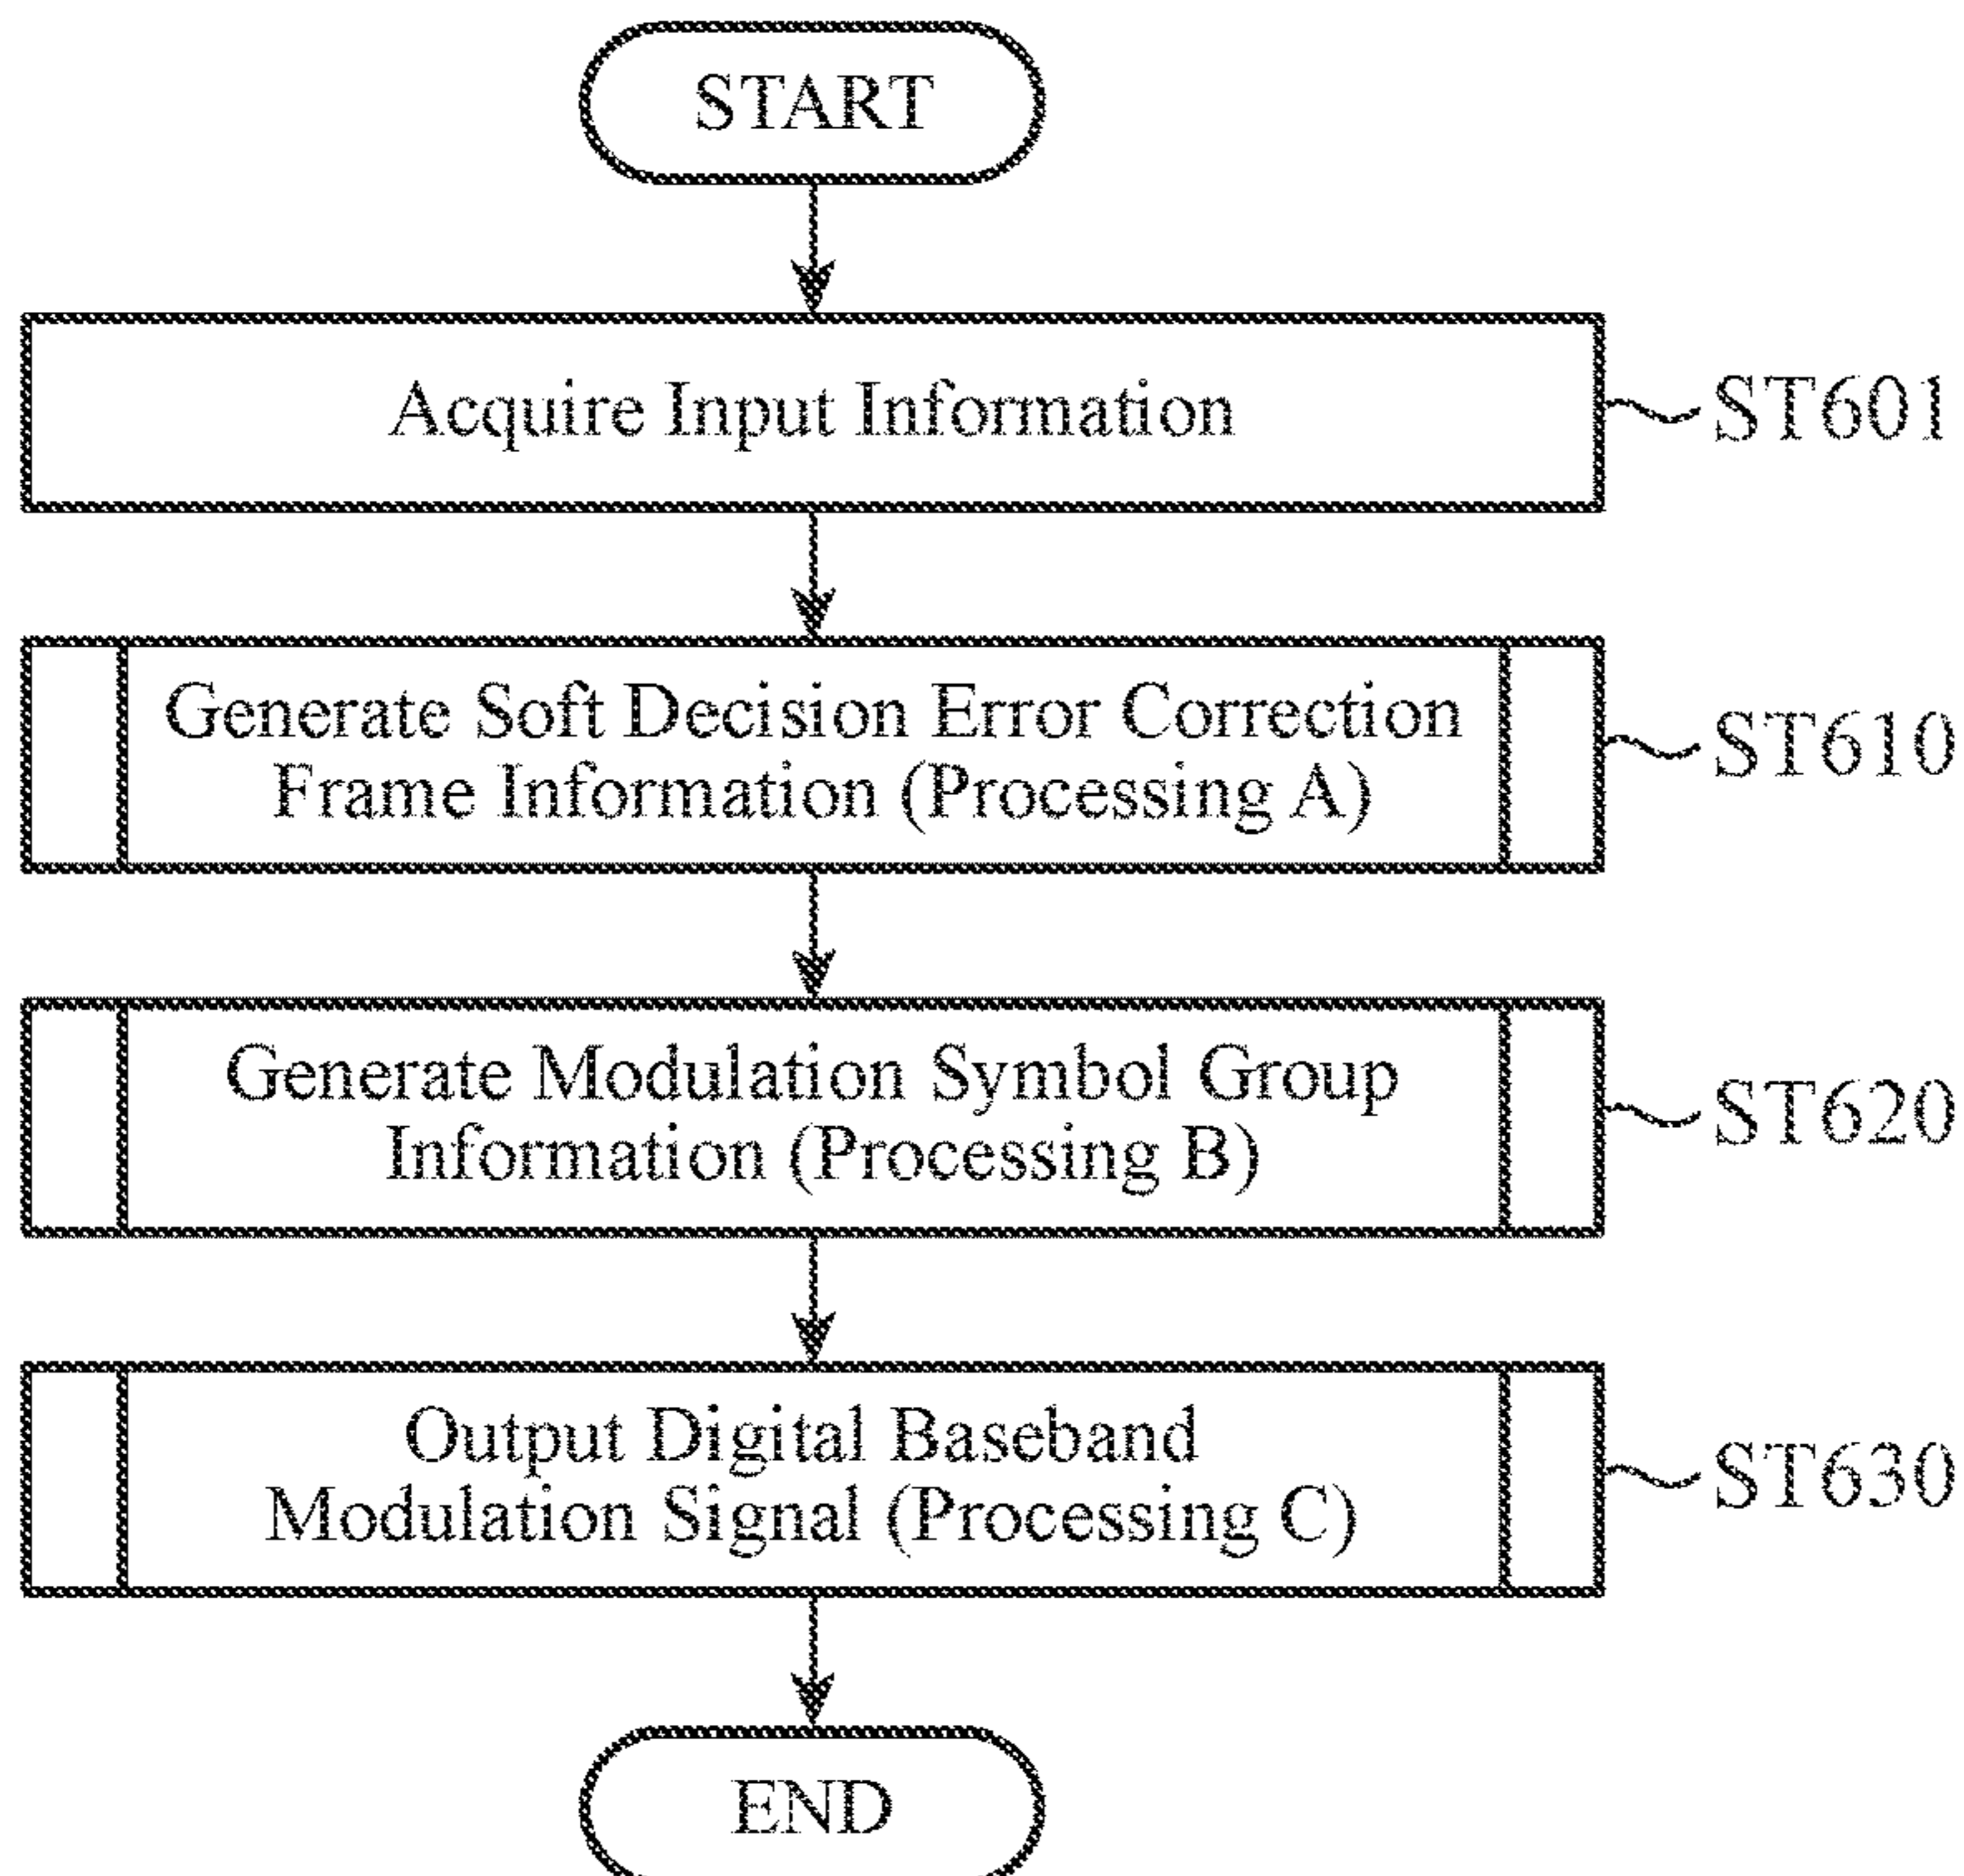 START
Acquire Input Information
ST601
Generate Soft Decision Error Correction
Frame Information (Processing A)
ST610
Generate Modulation Symbol Group
Information (Processing B)
ST620
Output Digital Baseband
Modulation Signal (Processing C)
ST630
END